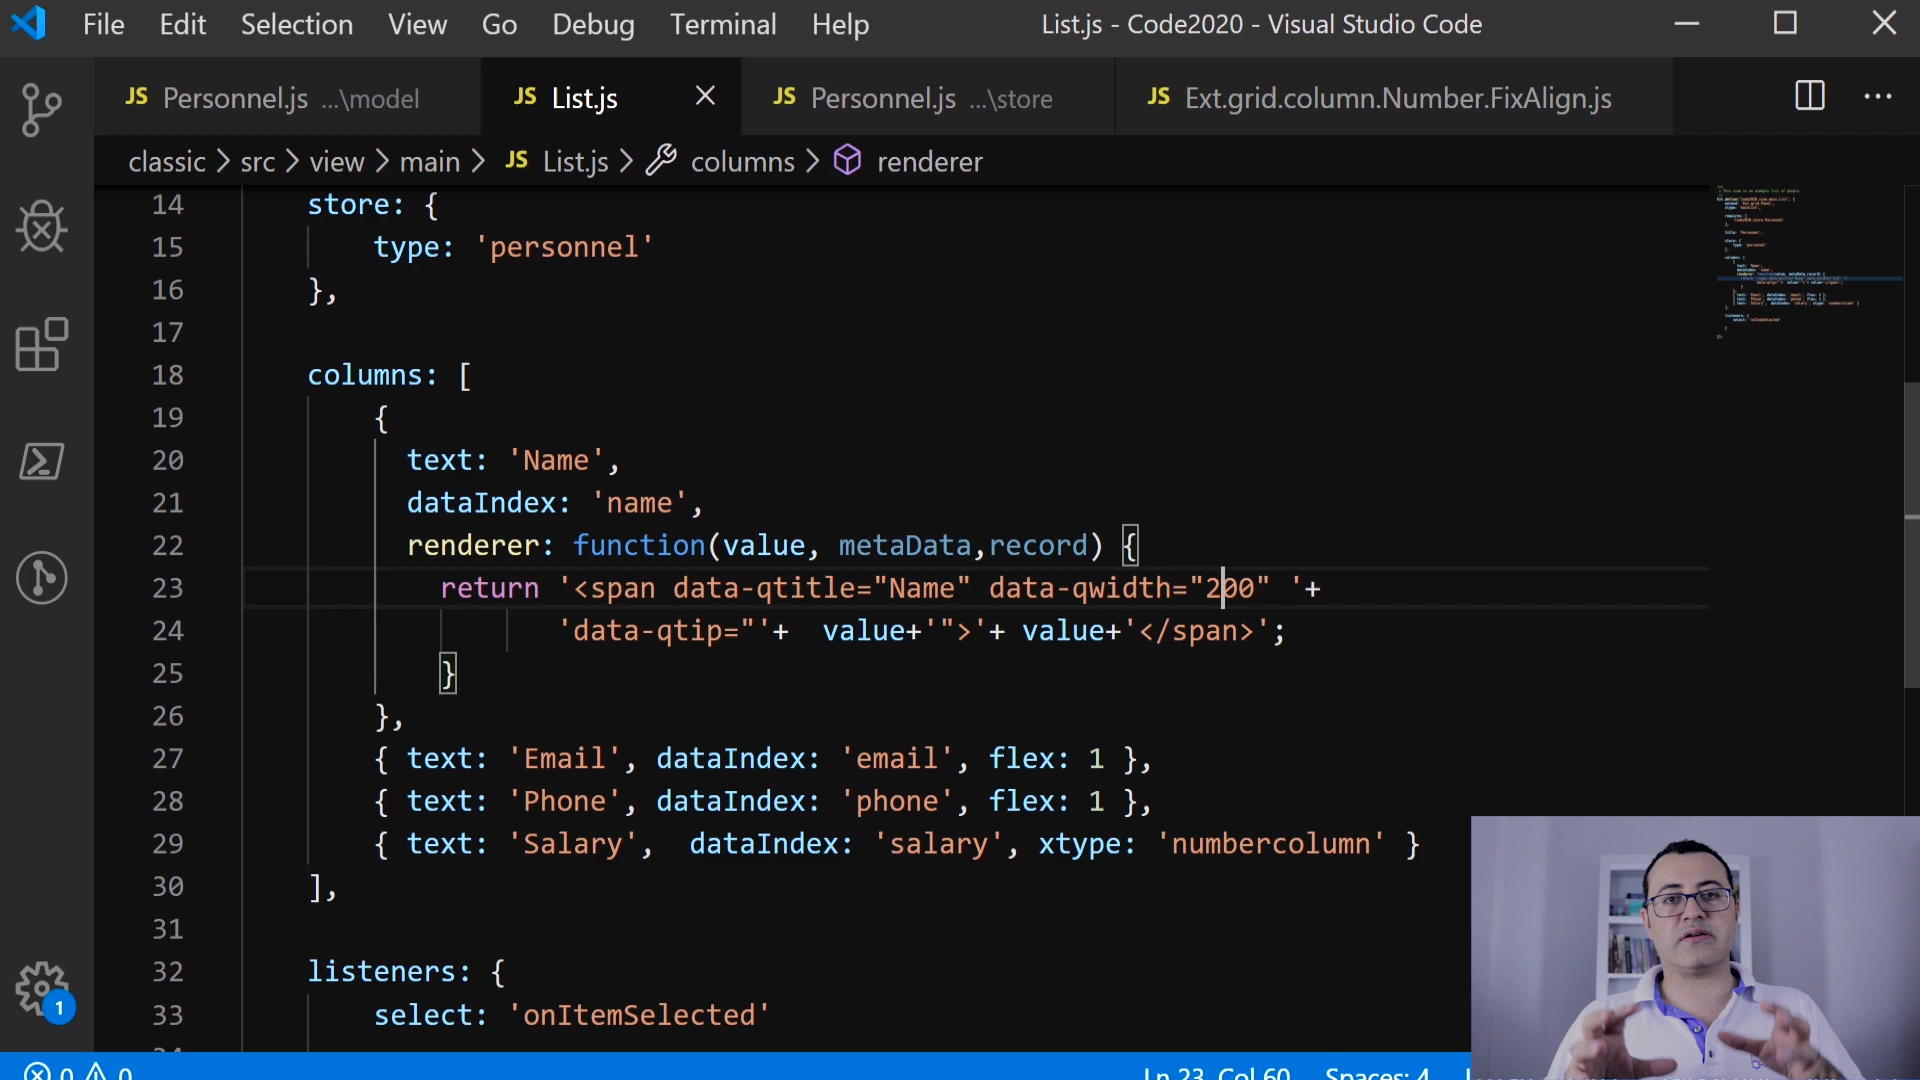 File Edit Selection View Go Debug Terminal Help List.js - Code2020 - Visual Studio Code
JS Personnel.js ...\model JS List.js JS Personnel.js ...\store JS Ext.grid.column.Number.FixAlign.js ...
classic > src > view > main > JS List.js > columns > renderer
14 store: {
15 type: 'personnel'
16 },
17
18 columns: [
19 {
20 text: 'Name',
21 dataIndex: 'name',
22 renderer: function(value, metaData,record) {
23 return '<span data-qtitle="Name" data-qwidth="200" '+
24 'data-qtip="'+  value+'">'+ value+'</span>';
25 }
26 },
27 { text: 'Email', dataIndex: 'email', flex: 1 },
28 { text: 'Phone', dataIndex: 'phone', flex: 1 },
29 { text: 'Salary',  dataIndex: 'salary', xtype: 'numbercolumn' }
30 ],
31
32 listeners: {
33 select: 'onItemSelected'
1
0 0 Ln 23, Col 60 Spaces: 4